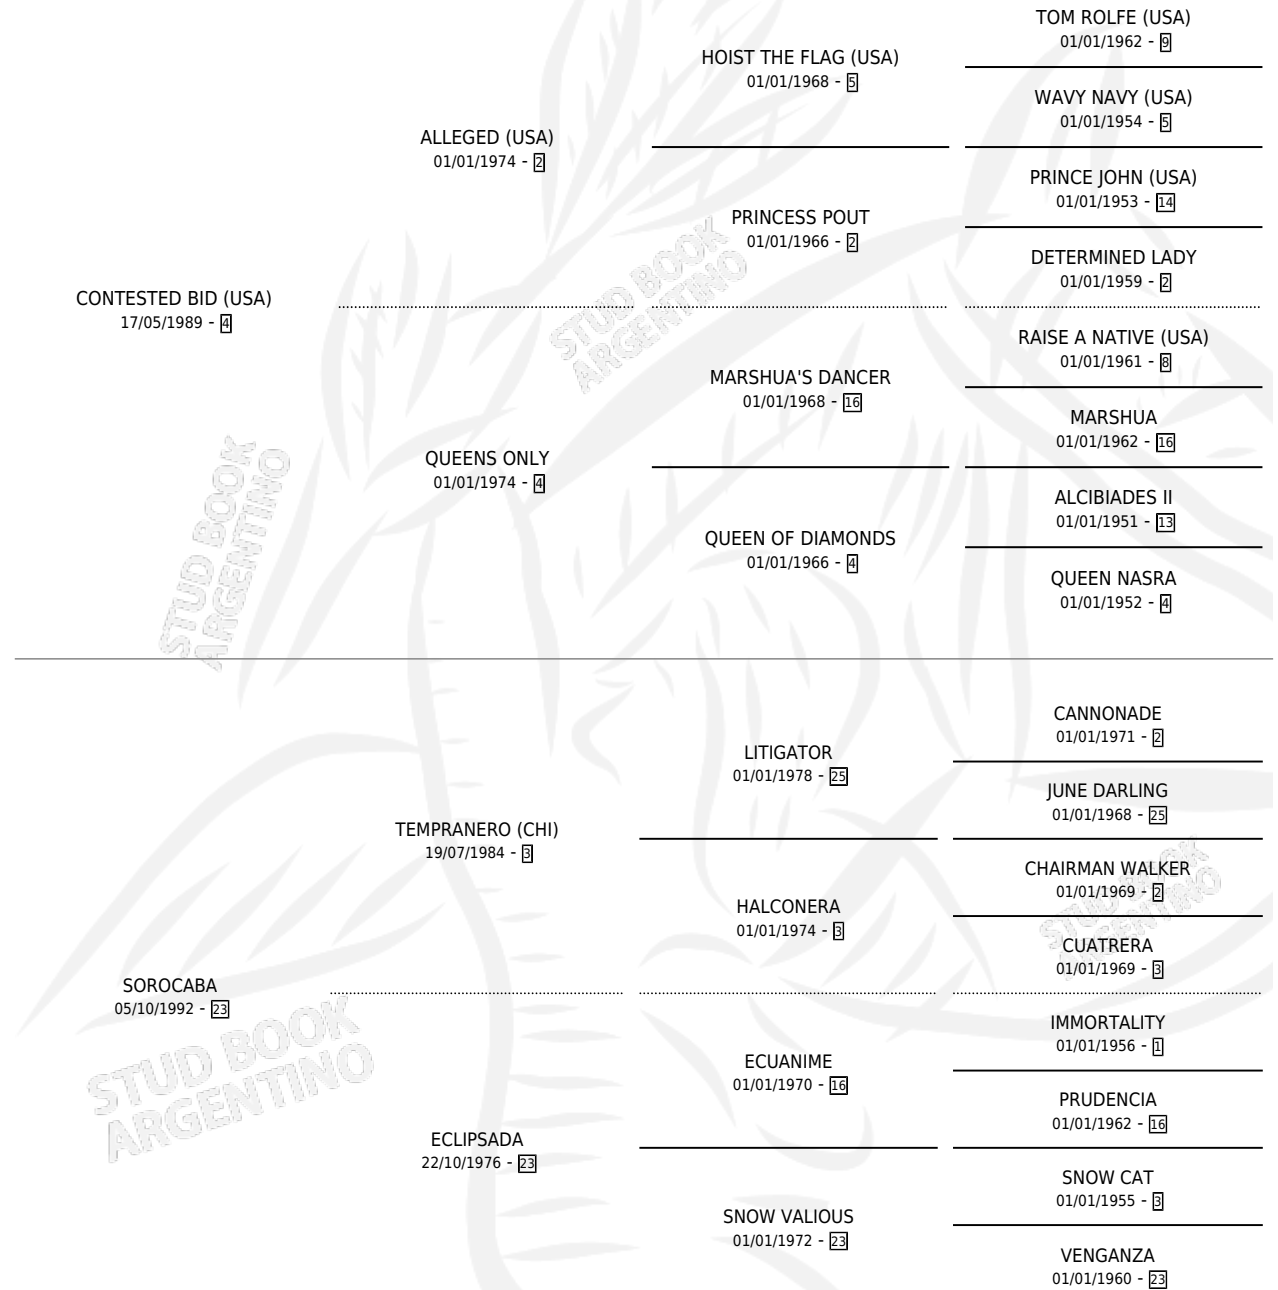 TOM ROLFE (USA)
01/01/1962 - 9
HOIST THE FLAG (USA)
01/01/1968 - 5
WAVY NAVY (USA)
01/01/1954 - 5
ALLEGED (USA)
01/01/1974 - 2
PRINCE JOHN (USA)
01/01/1953 - 14
PRINCESS POUT
01/01/1966 - 2
DETERMINED LADY
01/01/1959 - 2
CONTESTED BID (USA)
17/05/1989 - 4
RAISE A NATIVE (USA)
01/01/1961 - 8
MARSHUA'S DANCER
01/01/1968 - 16
MARSHUA
01/01/1962 - 16
QUEENS ONLY
01/01/1974 - 4
ALCIBIADES II
01/01/1951 - 13
QUEEN OF DIAMONDS
01/01/1966 - 4
QUEEN NASRA
01/01/1952 - 4
CANNONADE
01/01/1971 - 2
LITIGATOR
01/01/1978 - 25
JUNE DARLING
01/01/1968 - 25
TEMPRANERO (CHI)
19/07/1984 - 3
CHAIRMAN WALKER
01/01/1969 - 2
HALCONERA
01/01/1974 - 3
CUATRERA
01/01/1969 - 3
SOROCABA
05/10/1992 - 23
IMMORTALITY
01/01/1956 - 1
ECUANIME
01/01/1970 - 16
PRUDENCIA
01/01/1962 - 16
ECLIPSADA
22/10/1976 - 23
SNOW CAT
01/01/1955 - 3
SNOW VALIOUS
01/01/1972 - 23
VENGANZA
01/01/1960 - 23
STUD BOOK
ARGENTINO
STUD BOOK
ARGENTINO
STUD BOOK
ARGENTINO
STUD BOOK
ARGENTINO